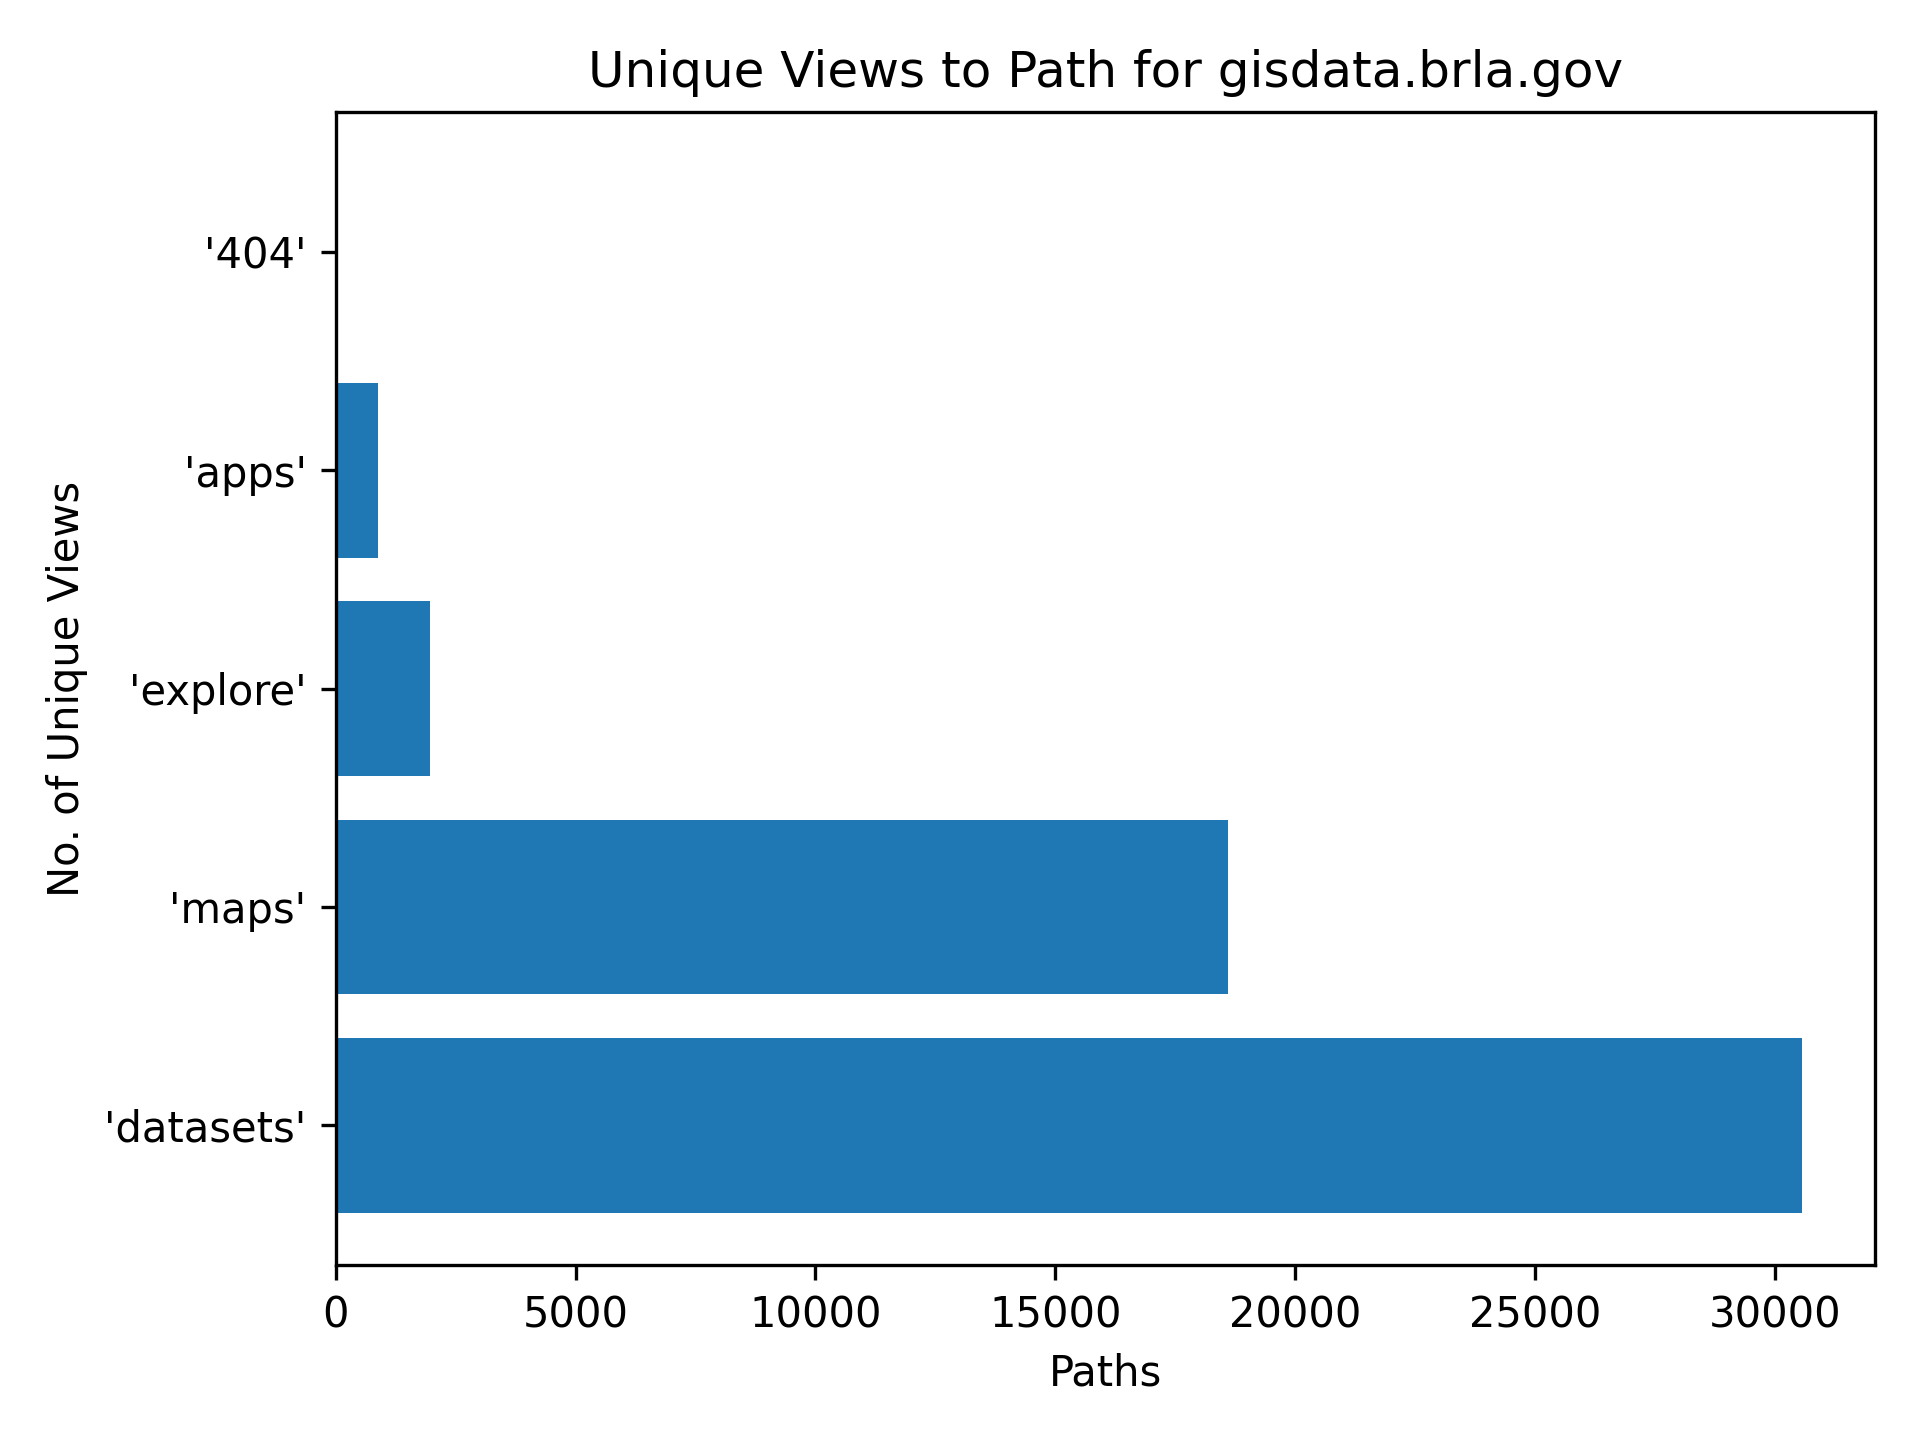 Unique Views to Path for gisdata.brla.gov
No. of Unique Views
'404'
'apps'
'explore'
'maps'
'datasets'
0 5000 10000 15000 20000 25000 30000
Paths